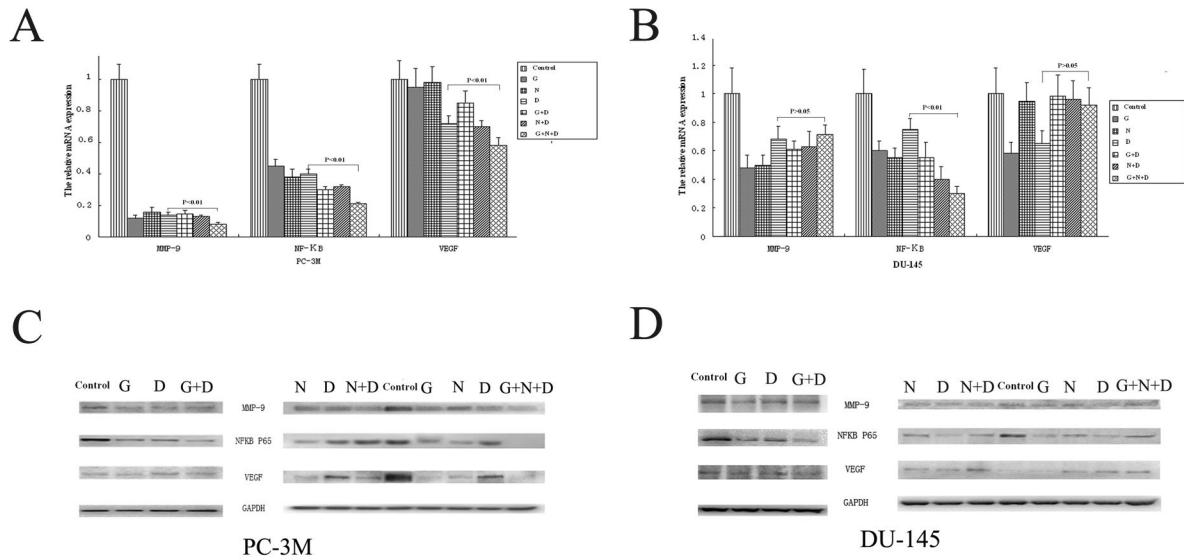 A
The relative mRNA expression
1
0.8
0.6
0.4
0.2
0
P<0.01
P<0.01
P<0.01
MMP-9 NF-KB VEGF
PC-3M
Control
G
N
D
G+D
N+D
G+N+D
B
The relative mRNA expression
1.4
1.2
1.0
0.8
0.6
0.4
0.2
0
P>0.05
P<0.01
P>0.05
MMP-9 NF-KB VEGF
DU-145
Control
G
N
D
G+D
N+D
G+N+D
C
Control G D G+D N D N+D Control G N D G+N+D
MMP-9
NFKB P65
VEGF
GAPDH
PC-3M
D
Control G D G+D N D N+D Control G N D G+N+D
MMP-9
NFKB P65
VEGF
GAPDH
DU-145